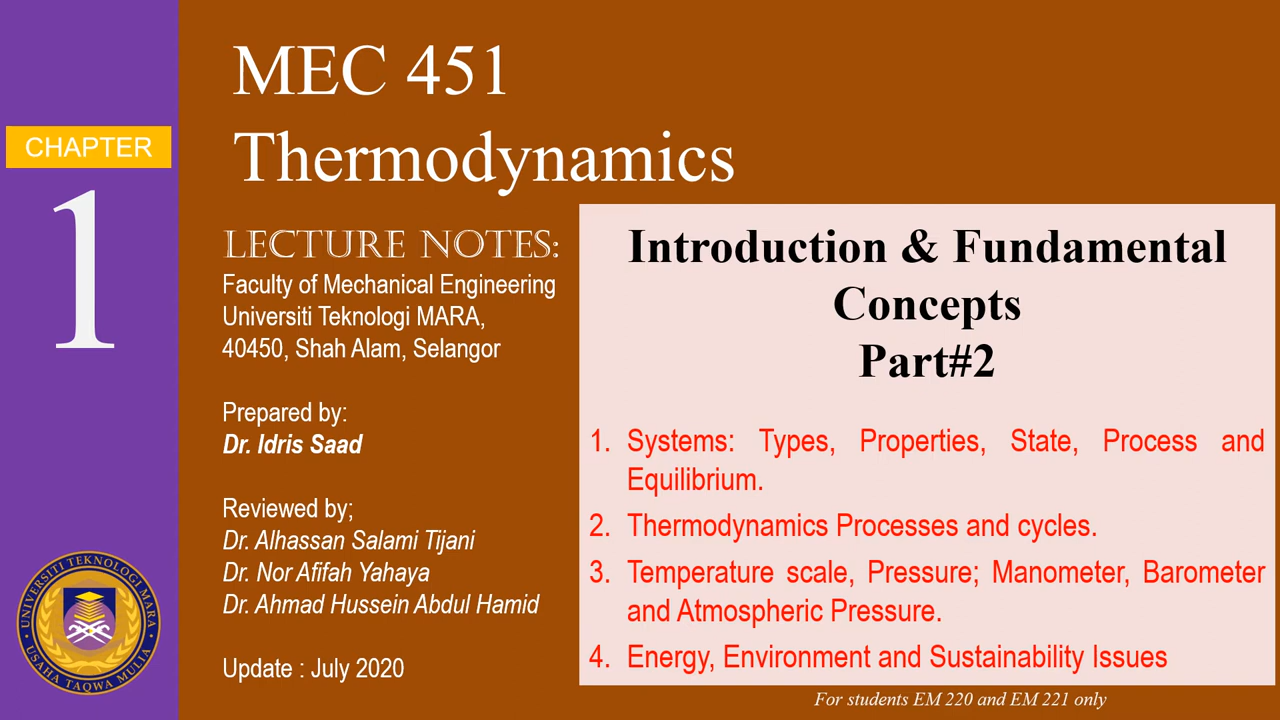 MEC 451
Thermodynamics
CHAPTER
1
LECTURE NOTES:
Faculty of Mechanical Engineering
Universiti Teknologi MARA,
40450, Shah Alam, Selangor
Prepared by:
Dr. Idris Saad
Reviewed by;
Dr. Alhassan Salami Tijani
Dr. Nor Afifah Yahaya
Dr. Ahmad Hussein Abdul Hamid
Update : July 2020
Introduction & Fundamental
Concepts
Part#2
1. Systems: Types, Properties, State, Process and
Equilibrium.
2. Thermodynamics Processes and cycles.
3. Temperature scale, Pressure; Manometer, Barometer
and Atmospheric Pressure.
4. Energy, Environment and Sustainability Issues
For students EM 220 and EM 221 only
UNIVERSITI TEKNOLOGI MARA
USAHA TAQWA MULIA